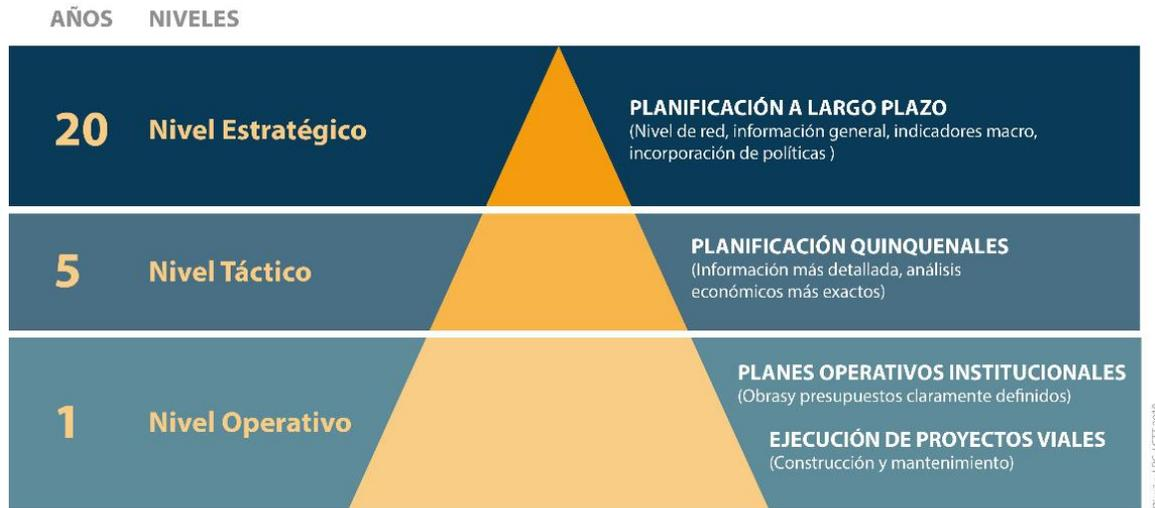 AÑOS NIVELES
20 Nivel Estratégico
PLANIFICACIÓN A LARGO PLAZO
(Nivel de red, información general, indicadores macro,
incorporación de políticas )
5 Nivel Táctico
PLANIFICACIÓN QUINQUENALES
(Información más detallada, análisis
económicos más exactos)
1 Nivel Operativo
PLANES OPERATIVOS INSTITUCIONALES
(Obrasy presupuestos claramente definidos)
EJECUCIÓN DE PROYECTOS VIALES
(Construcción y mantenimiento)